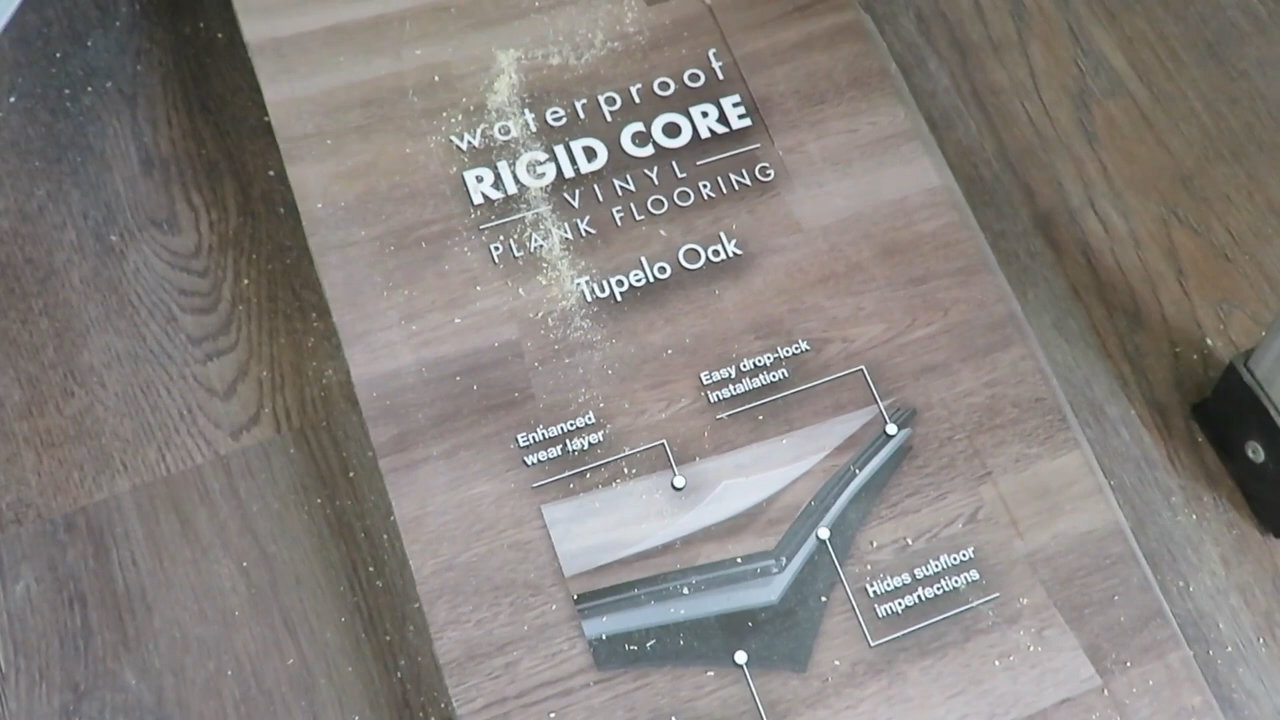 waterproof
RIGID CORE
VINYL
PLANK FLOORING
Tupelo Oak
Easy drop-lock
installation
Enhanced
wear layer
Hides subfloor
imperfections